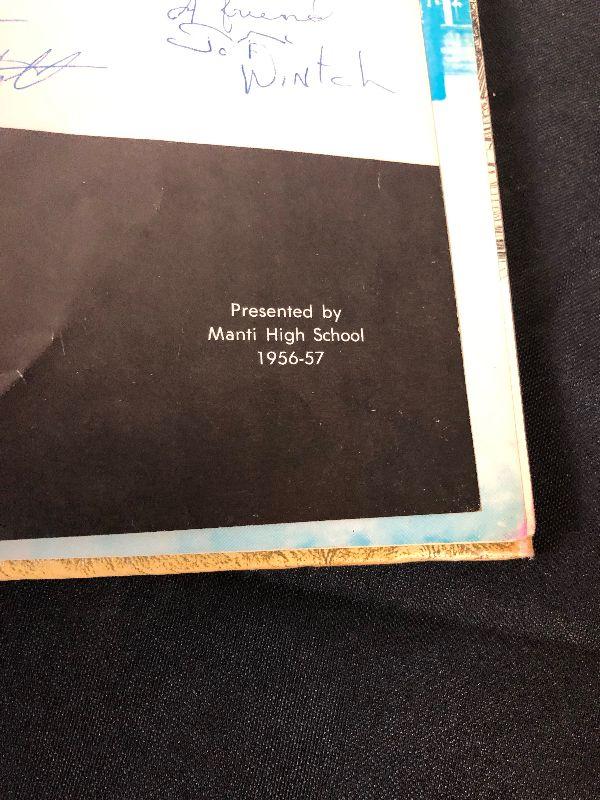 A friend
Wintch
Presented by
Manti High School
1956-57